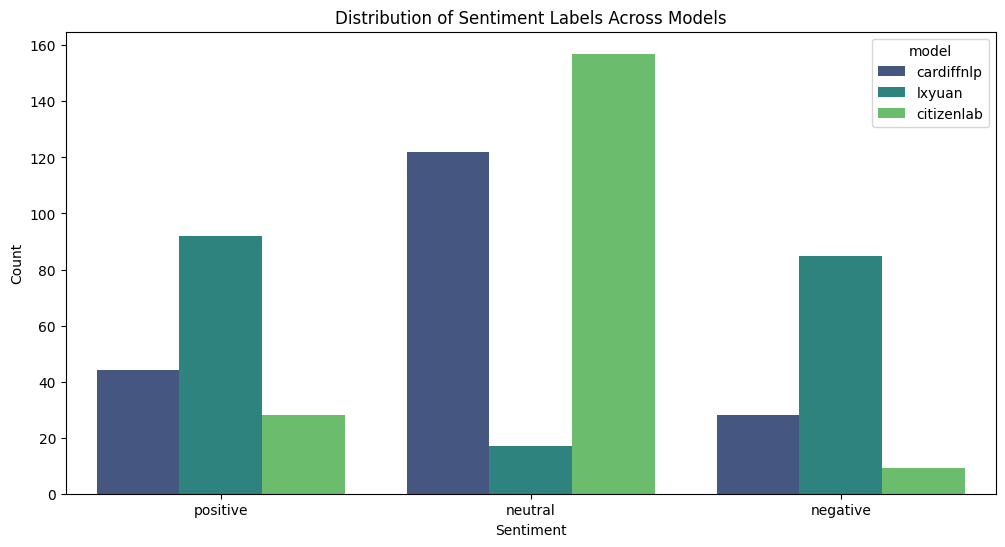 Distribution of Sentiment Labels Across Models
model
cardiffnlp
lxyuan
citizenlab
Count
160
140
120
100
80
60
40
20
0
positive
neutral
negative
Sentiment